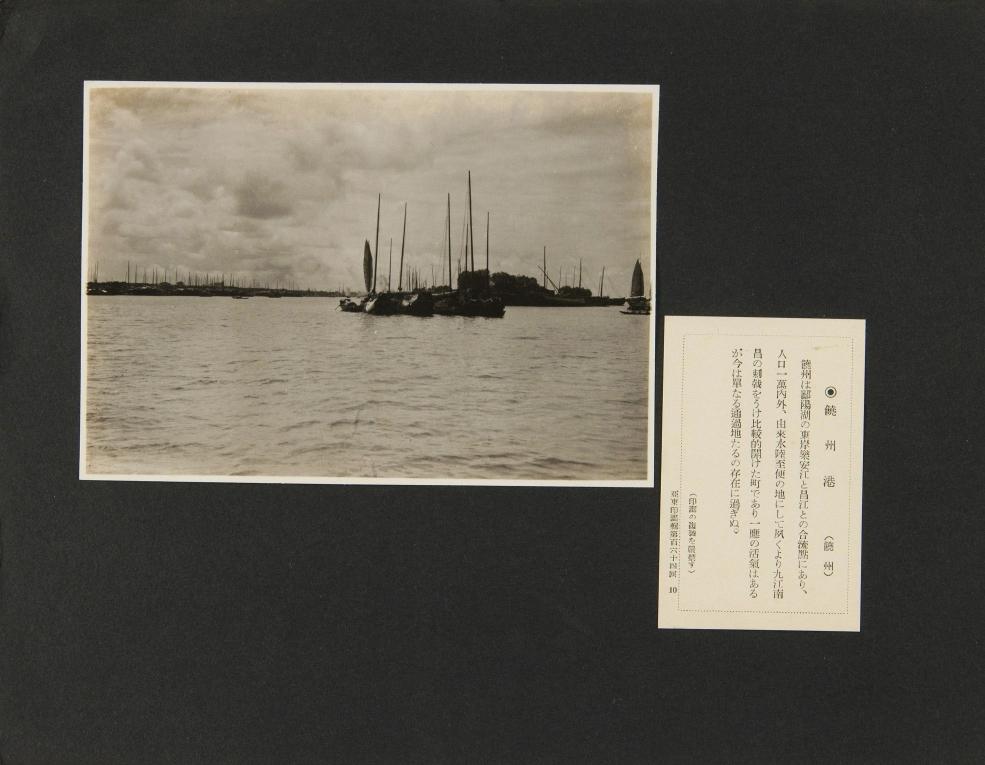 ◉饒州港（饒州）
饒州は鄱陽湖の東岸樂安江と昌江との合流點にあり、
人口一萬內外、由來水陸至便の地にして夙くより九江南
昌の刺戟をうけ比較的開けた町であり一應の活氣はある
が今は單なる通過地たるの存在に過ぎぬ。
（印畫の複製を嚴禁す）
亞東印畫輯第百六十四回 10